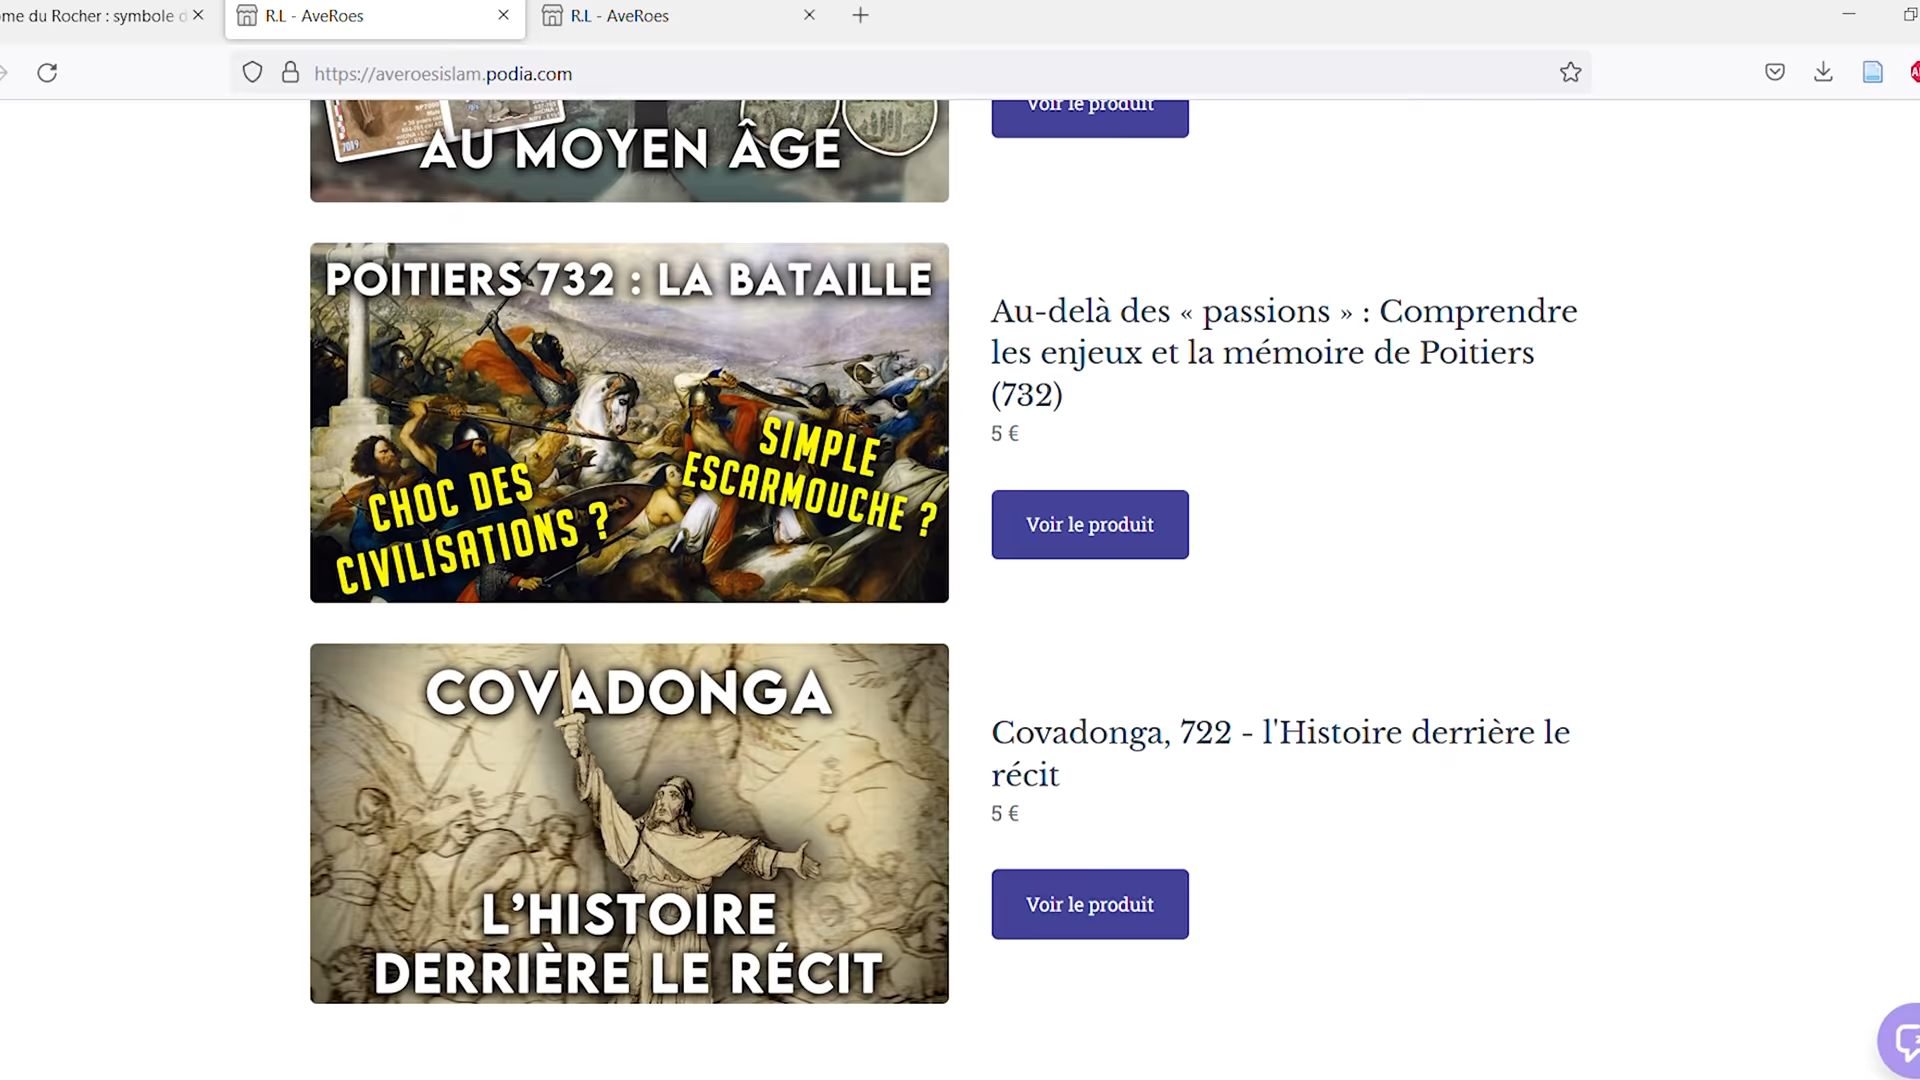 me du Rocher : symbole d
R.L - AveRoes
R.L - AveRoes
https://averoesislam.podia.com
AU MOYEN ÂGE
2019
Voir le produit
POITIERS 732 : LA BATAILLE
CHOC DES
CIVILISATIONS ?
SIMPLE
ESCARMOUCHE ?
Au-delà des « passions » : Comprendre
les enjeux et la mémoire de Poitiers
(732)
5 €
Voir le produit
COVADONGA
L’HISTOIRE
DERRIÈRE LE RÉCIT
Covadonga, 722 - l'Histoire derrière le
récit
5 €
Voir le produit